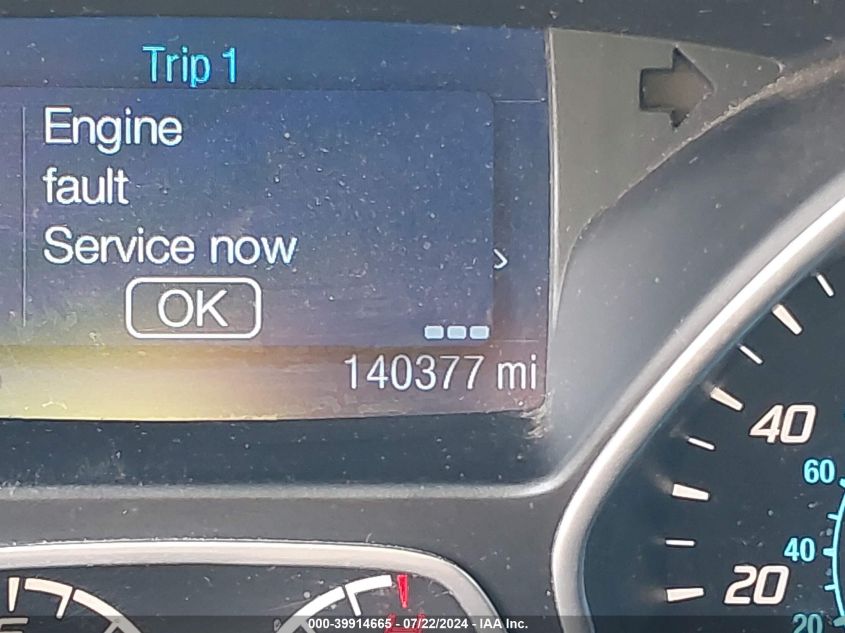 Trip 1
Engine
fault
Service now
OK
140377 mi
40
60
40
20
20
000-39914665 - 07/22/2024 - IAA Inc.